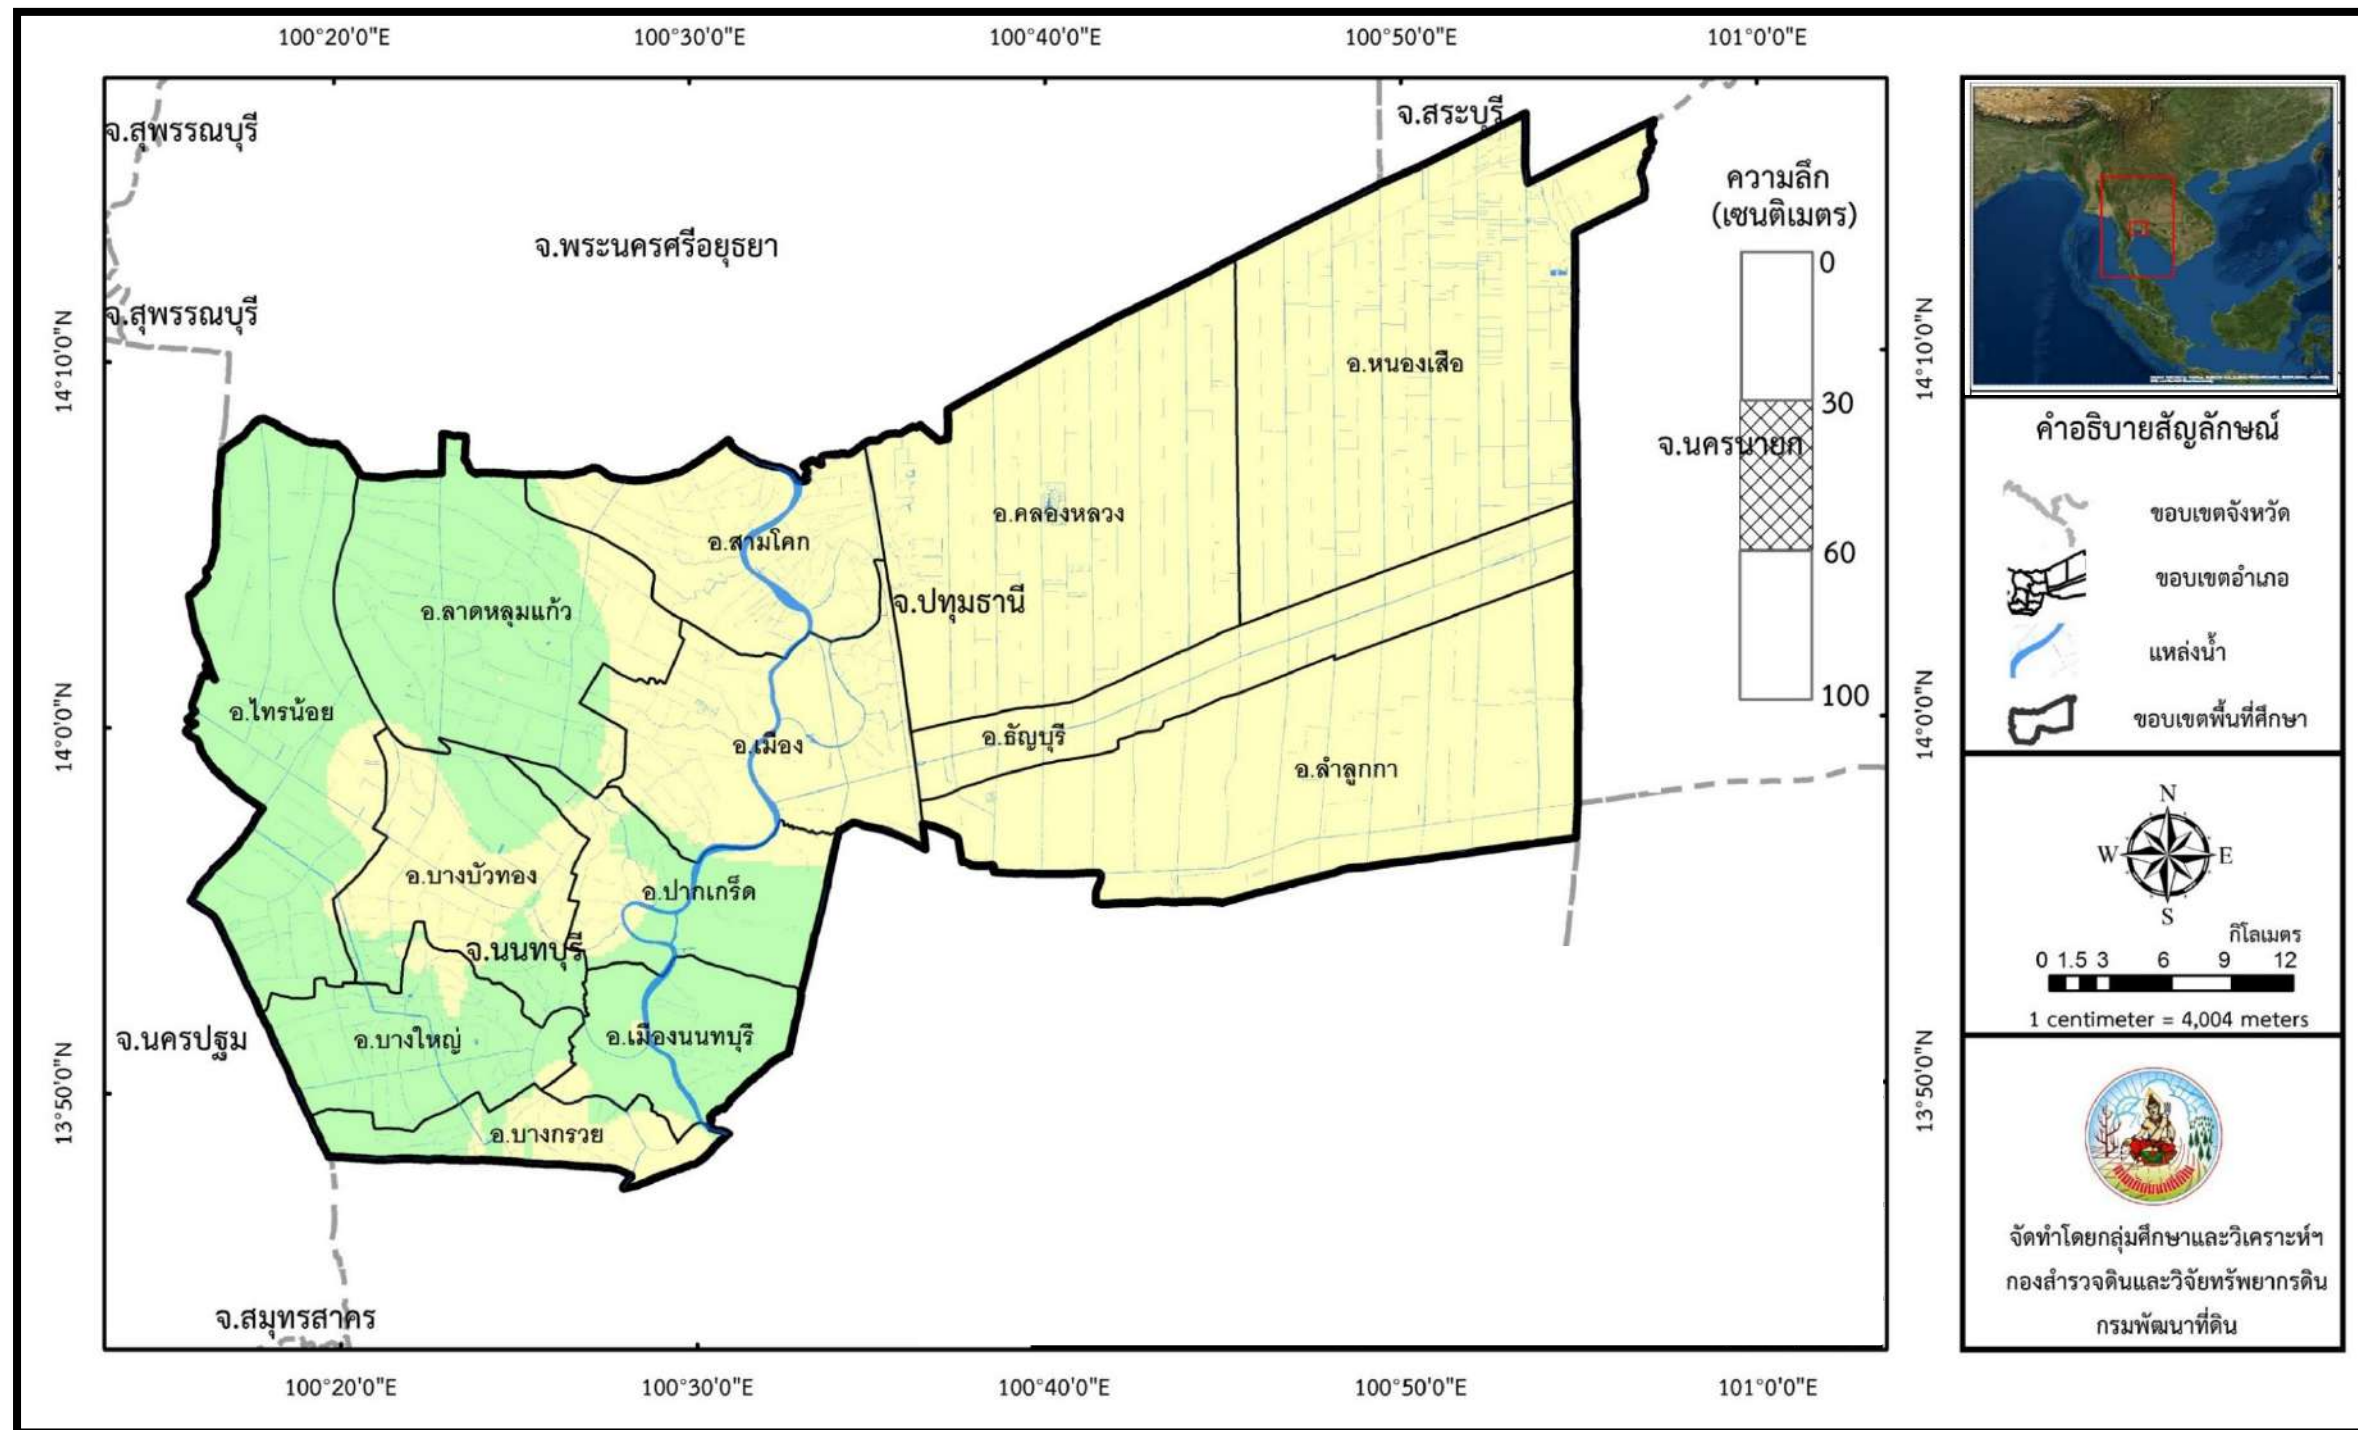 100°20'0"E 100°30'0"E 100°40'0"E 100°50'0"E 101°0'0"E
จ.สุพรรณบุรี
จ.สระบุรี
จ.พระนครศรีอยุธยา
จ.สุพรรณบุรี
ความลึก
(เซนติเมตร)
0
30
60
100
14°10'0"N
14°10'0"N
อ.หนองเสือ
จ.นครนายก
อ.คลองหลวง
อ.สามโคก
จ.ปทุมธานี
อ.ลาดหลุมแก้ว
14°0'0"N
14°0'0"N
อ.ไทรน้อย
อ.เมือง
อ.ธัญบุรี
อ.ลำลูกกา
อ.บางบัวทอง
อ.ปากเกร็ด
จ.นนทบุรี
จ.นครปฐม
อ.บางใหญ่
อ.เมืองนนทบุรี
13°50'0"N
13°50'0"N
อ.บางกรวย
จ.สมุทรสาคร
100°20'0"E 100°30'0"E 100°40'0"E 100°50'0"E 101°0'0"E
คำอธิบายสัญลักษณ์
ขอบเขตจังหวัด
ขอบเขตอำเภอ
แหล่งน้ำ
ขอบเขตพื้นที่ศึกษา
N
W E
S
กิโลเมตร
0 1.5 3 6 9 12
1 centimeter = 4,004 meters
จัดทำโดยกลุ่มศึกษาและวิเคราะห์ฯ
กองสำรวจดินและวิจัยทรัพยากรดิน
กรมพัฒนาที่ดิน